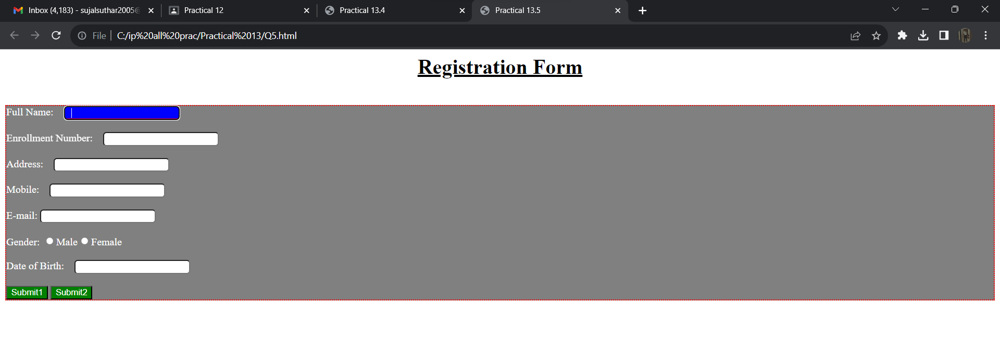 Inbox (4,183) - sujalsuthar2005@
Practical 12
Practical 13.4
Practical 13.5
File
C:/ip%20all%20prac/Practical%2013/Q5.html
Registration Form
Full Name:
Enrollment Number:
Address:
Mobile:
E-mail:
Gender: Male Female
Date of Birth:
Submit1 Submit2